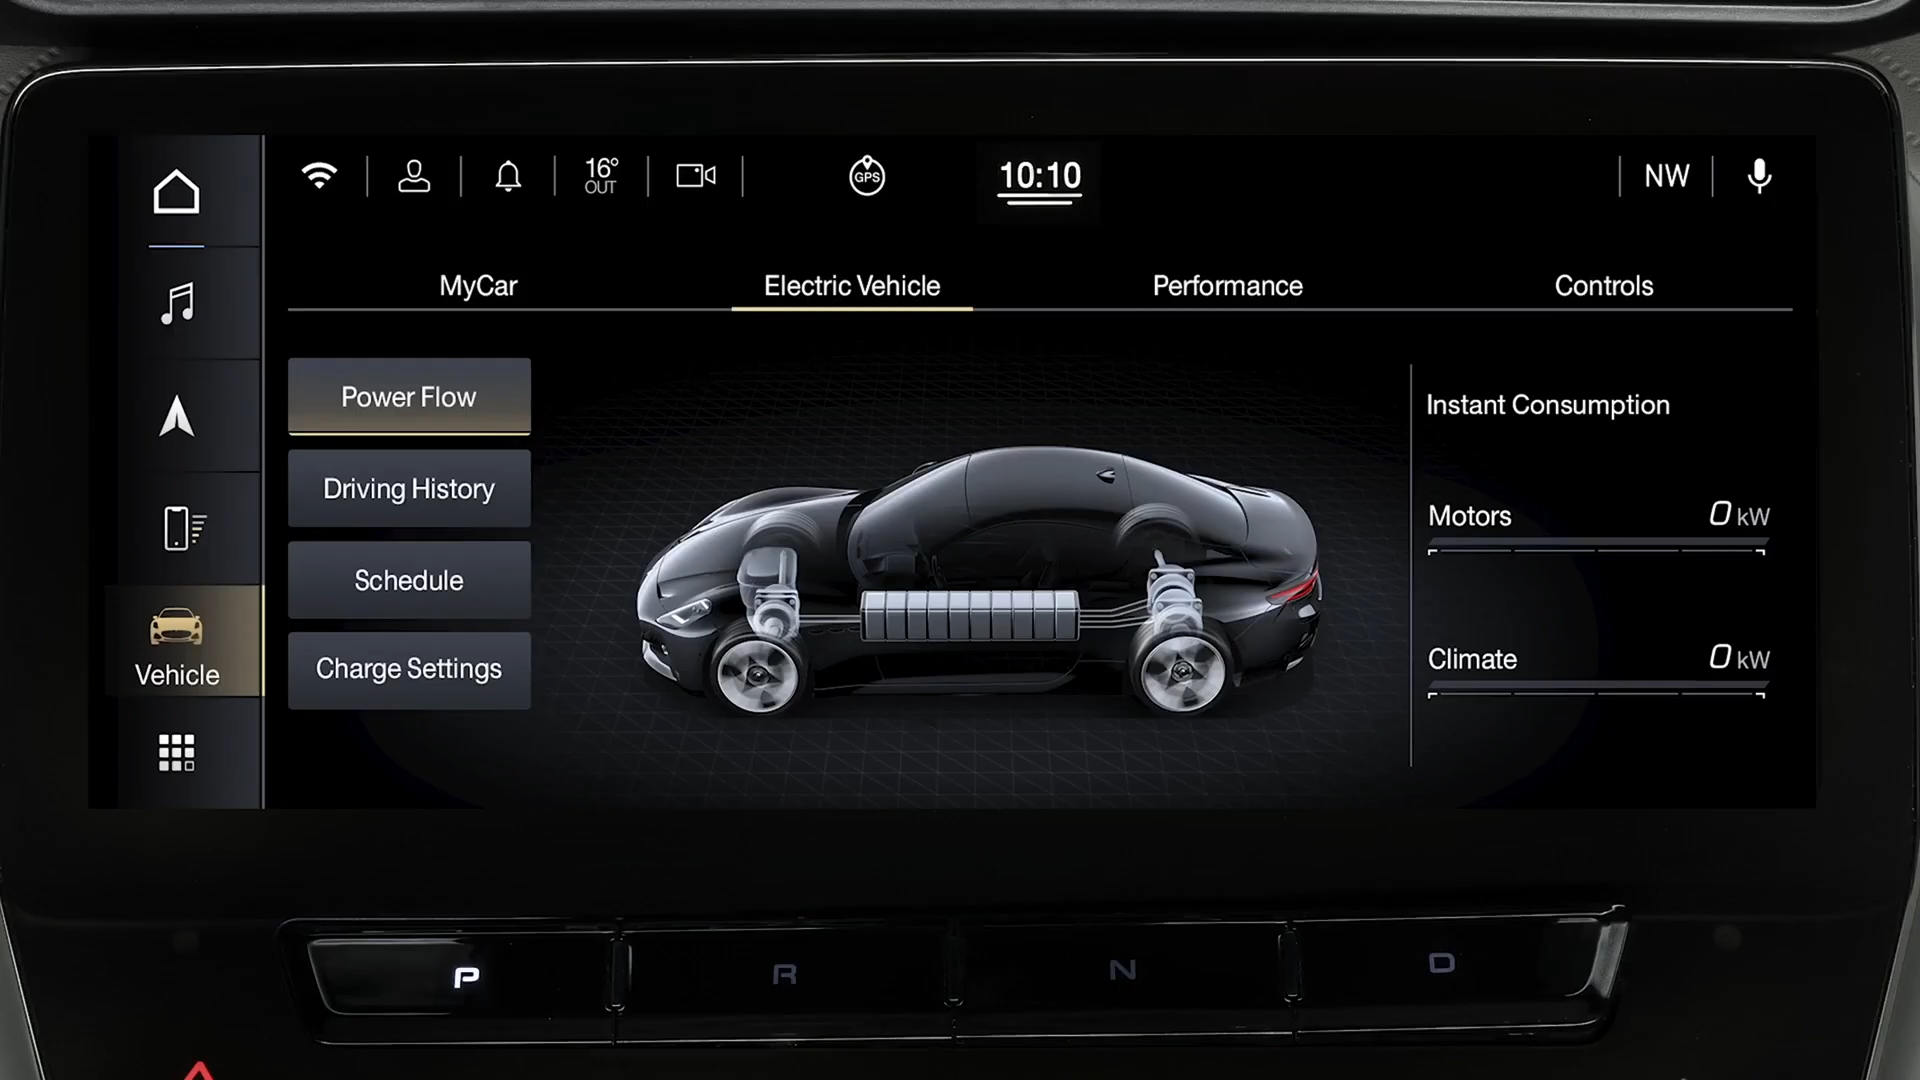 16°
OUT
GPS
10:10
NW
MyCar
Electric Vehicle
Performance
Controls
Power Flow
Driving History
Schedule
Charge Settings
Vehicle
Instant Consumption
Motors 0 kW
Climate 0 kW
P R N D